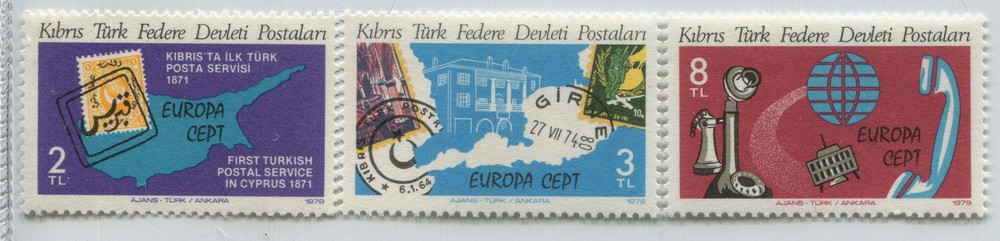 Kıbrıs Türk Federe Devleti Postaları
KIBRIS'TA İLK TÜRK
POSTA SERVİSİ
1871
EUROPA
CEPT
2
TL
FIRST TURKISH
POSTAL SERVICE
IN CYPRUS 1871
AJANS-TÜRK / ANKARA
1979
Kıbrıs Türk Federe Devleti Postaları
GİRNE
27 VII 74
6.1.64
EUROPA CEPT
3
TL
AJANS-TÜRK / ANKARA
1979
Kıbrıs Türk Federe Devleti Postaları
8
TL
EUROPA
CEPT
AJANS-TÜRK / ANKARA
1979